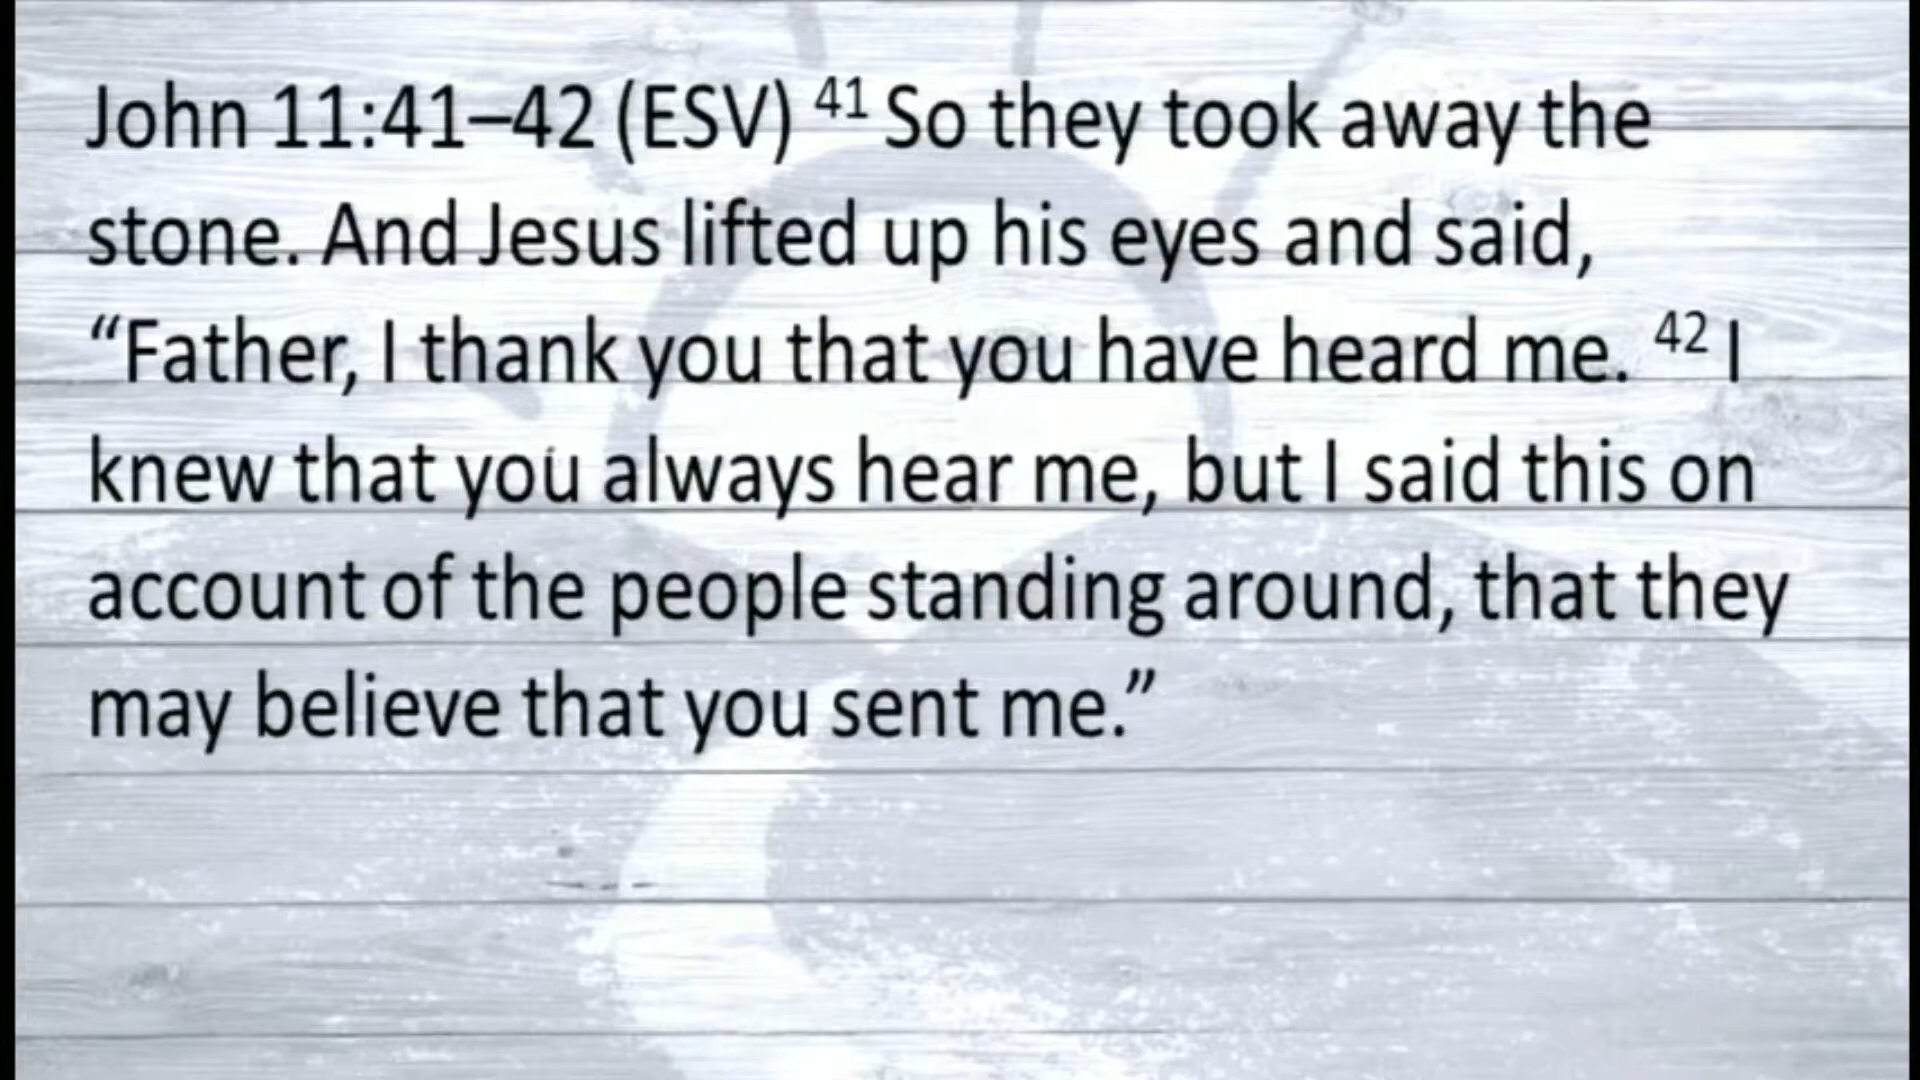 John 11:41–42 (ESV) 41 So they took away the
stone. And Jesus lifted up his eyes and said,
“Father, I thank you that you have heard me. 42 I
knew that you always hear me, but I said this on
account of the people standing around, that they
may believe that you sent me.”